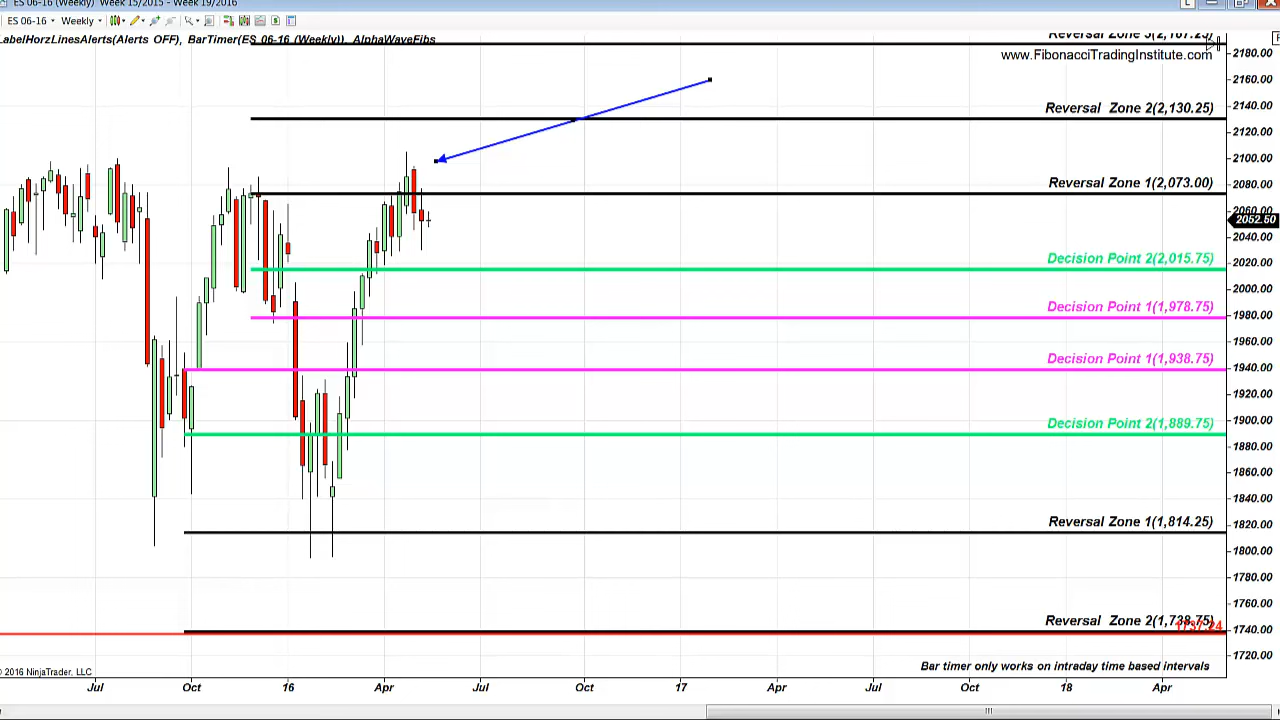 ES 06-16 (Weekly) Week 15/2015 - Week 19/2016
L
ES 06-16 Weekly
LabelHorzLinesAlerts(Alerts OFF), BarTimer(ES 06-16 (Weekly)), AlphaWaveFibs
Reversal Zone
F
www.FibonacciTradingInstitute.com
2180.00
2160.00
2140.00
Reversal Zone 2(2,130.25)
2120.00
2100.00
Reversal Zone 1(2,073.00)
2080.00
2060.00
2052.50
2040.00
Decision Point 2(2,015.75)
2020.00
2000.00
Decision Point 1(1,978.75)
1980.00
1960.00
Decision Point 1(1,938.75)
1940.00
1920.00
Decision Point 2(1,889.75)
1900.00
1880.00
1860.00
1840.00
Reversal Zone 1(1,814.25)
1820.00
1800.00
1780.00
1760.00
Reversal Zone 2(1,738.75)
1737.24
1740.00
1720.00
© 2016 NinjaTrader, LLC
Bar timer only works on intraday time based intervals
Jul Oct 16 Apr Jul Oct 17 Apr Jul Oct 18 Apr